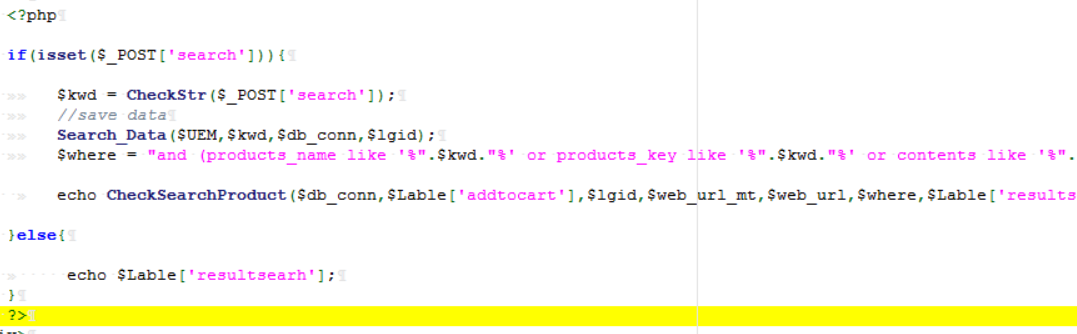 <?php
if(isset($_POST['search'])){
$kwd = CheckStr($_POST['search']);
//save data
Search_Data($UEM,$kwd,$db_conn,$lgid);
$where = "and (products_name like '%".$kwd."%' or products_key like '%".$kwd."%' or contents like '%".
echo CheckSearchProduct($db_conn,$Lable['addtocart'],$lgid,$web_url_mt,$web_url,$where,$Lable['results
}else{
echo $Lable['resultsearh'];
}
?>